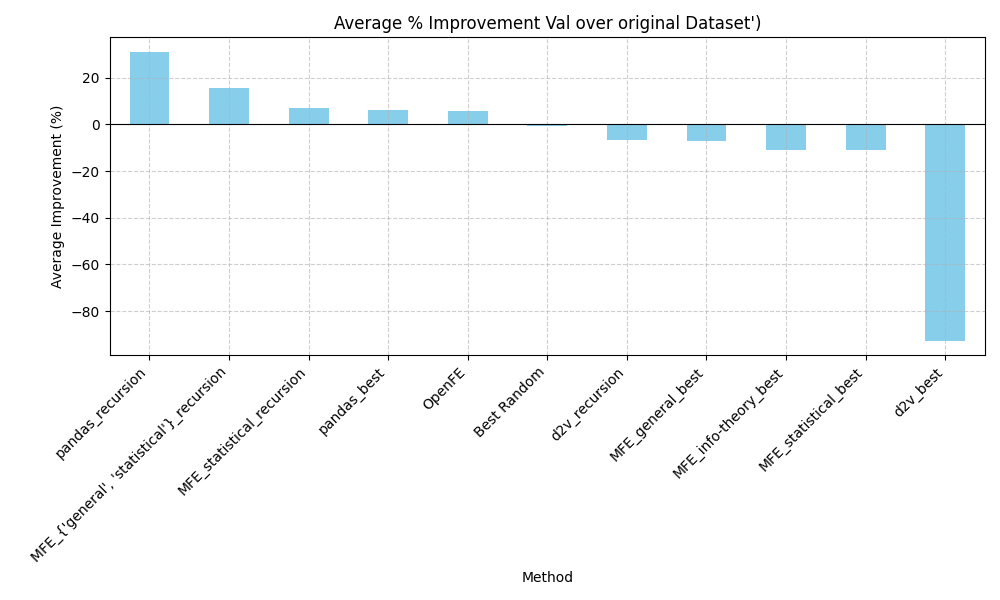 Average % Improvement Val over original Dataset')
Average Improvement (%)
20
0
−20
−40
−60
−80
pandas_recursion
MFE_{'general', 'statistical'}_recursion
MFE_statistical_recursion
pandas_best
OpenFE
Best Random
d2v_recursion
MFE_general_best
MFE_info-theory_best
MFE_statistical_best
d2v_best
Method